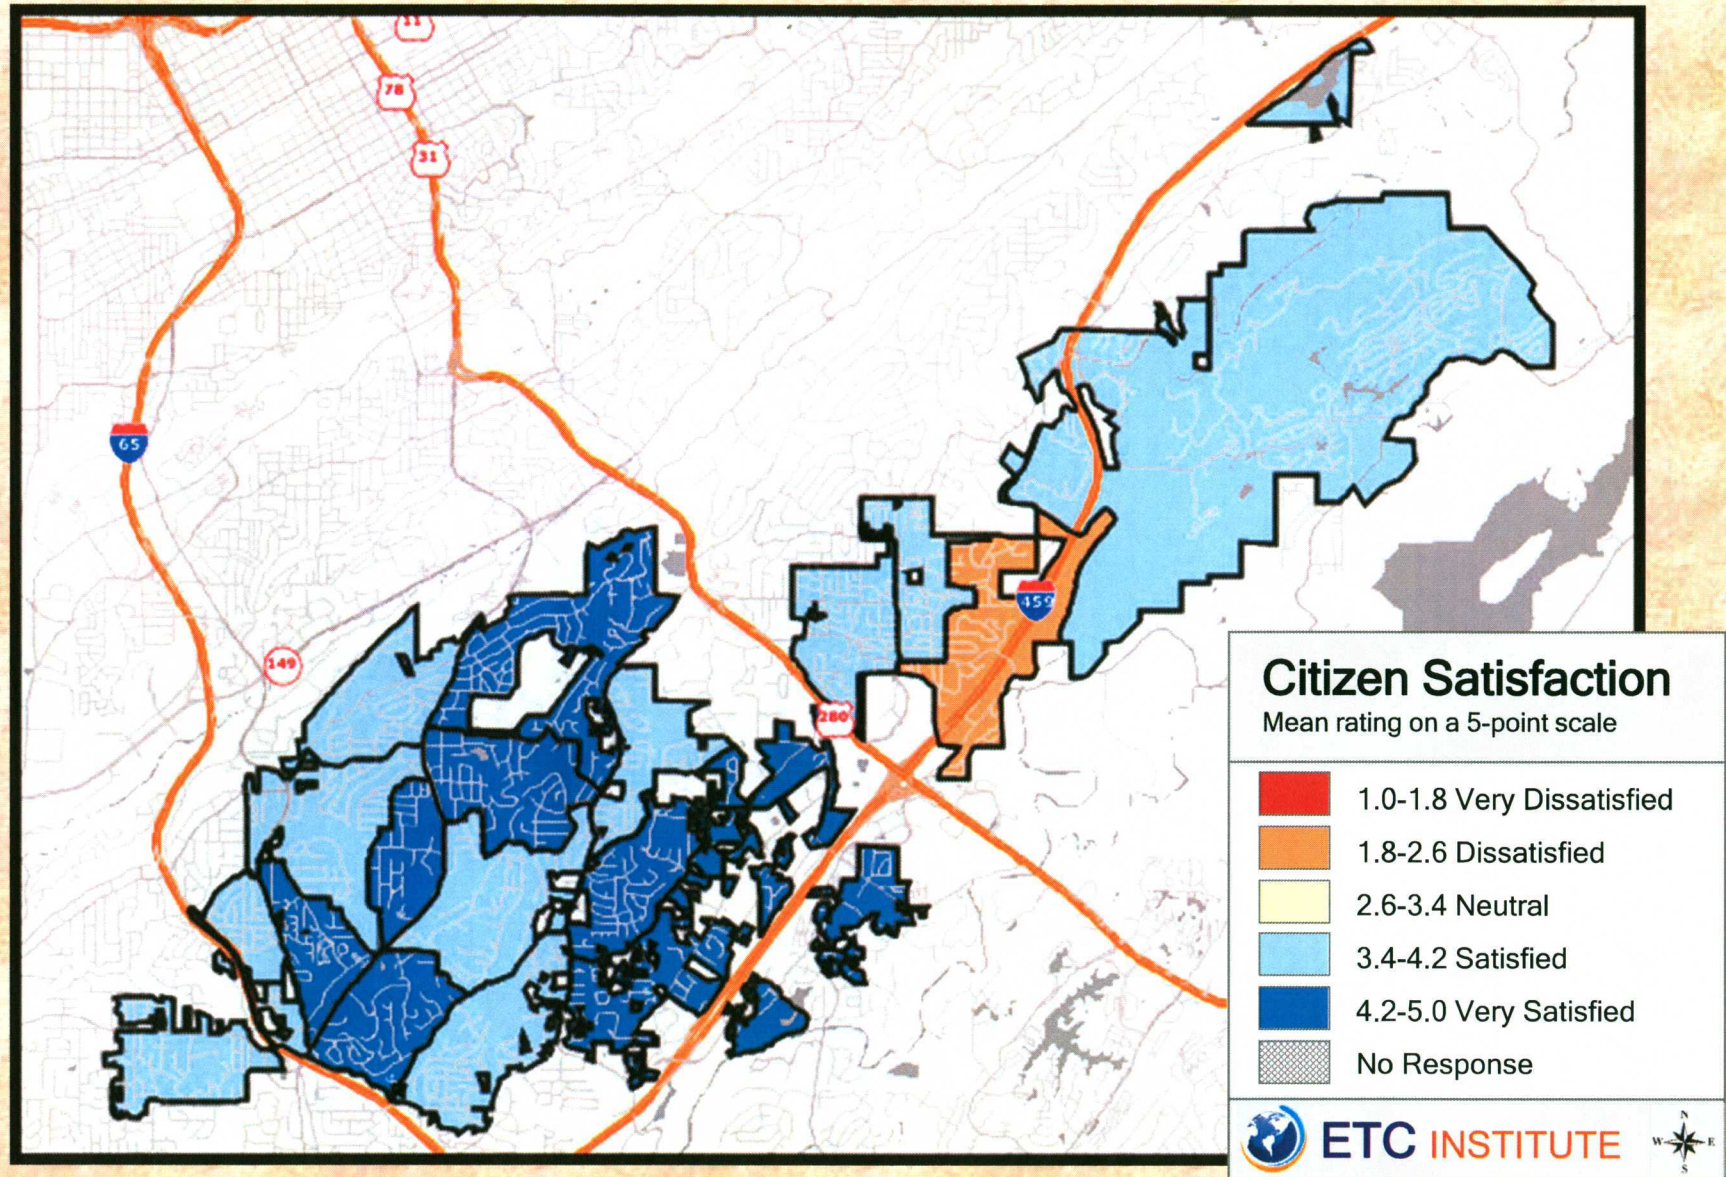 11
78
31
65
149
280
459
Citizen Satisfaction
Mean rating on a 5-point scale
1.0-1.8 Very Dissatisfied
1.8-2.6 Dissatisfied
2.6-3.4 Neutral
3.4-4.2 Satisfied
4.2-5.0 Very Satisfied
No Response
ETC INSTITUTE
N
W E
S